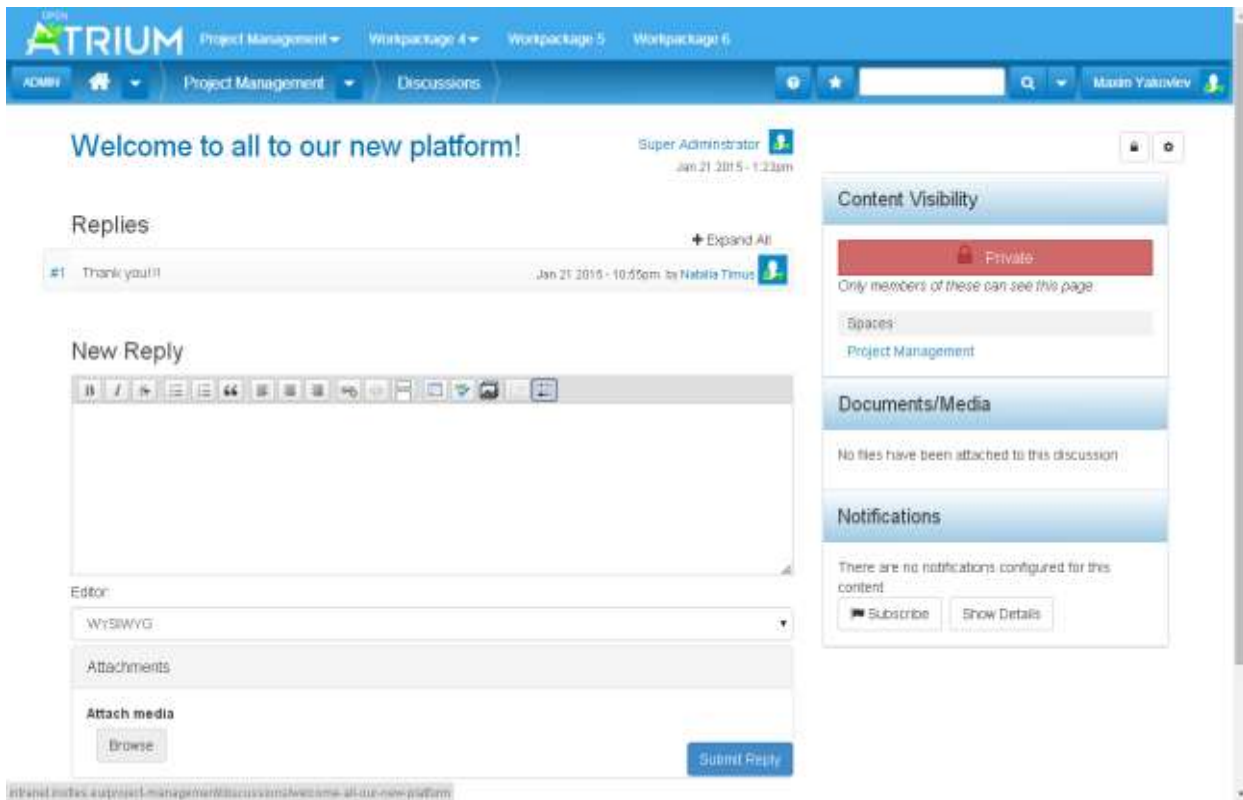 OPEN
ATRIUM Project Management Workpackage 4 Workpackage 5 Workpackage 6
ADMIN Project Management Discussions Maxim Yakovlev
Welcome to all to our new platform!
Super Administrator
Jan 21 2015 - 1:23pm
Replies
Expand All
#1 Thank you!!! Jan 21 2015 - 10:55pm by Natalia Timus
New Reply
Editor
WYSIWYG
Attachments
Attach media
Browse
Submit Reply
Content Visibility
Private
Only members of these can see this page
Spaces
Project Management
Documents/Media
No files have been attached to this discussion
Notifications
There are no notifications configured for this
content
Subscribe Show Details